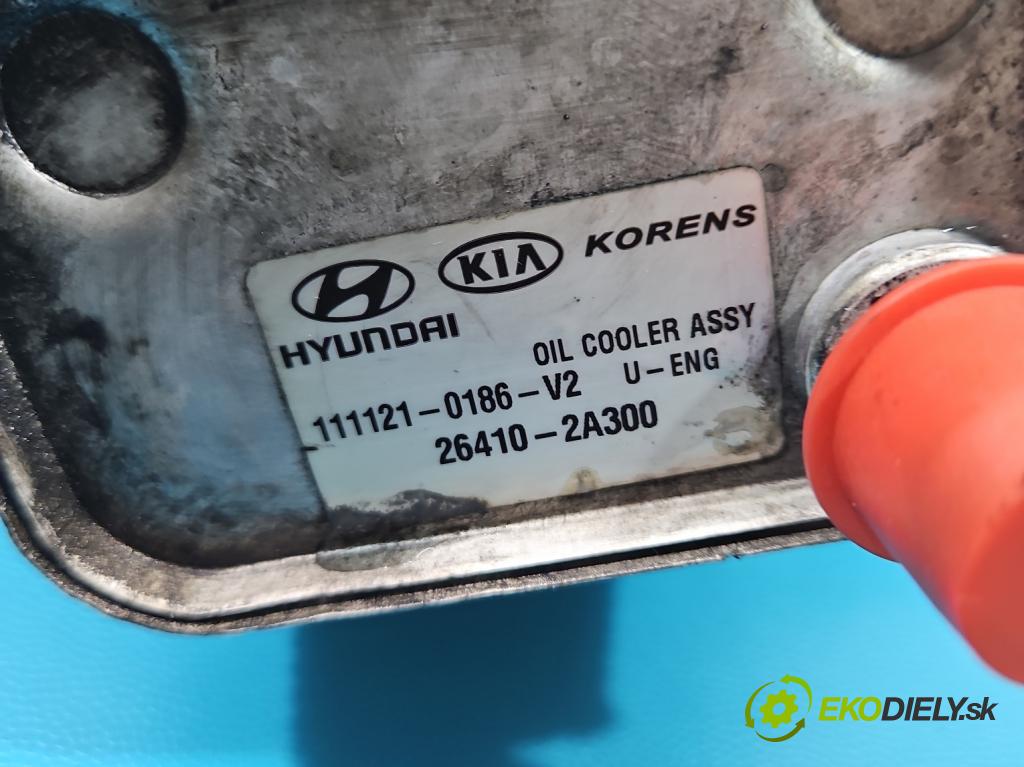 KIA KORENS
HYUNDAI
OIL COOLER ASSY
111121-0186-V2 U-ENG
26410-2A300
EKODIELY.sk